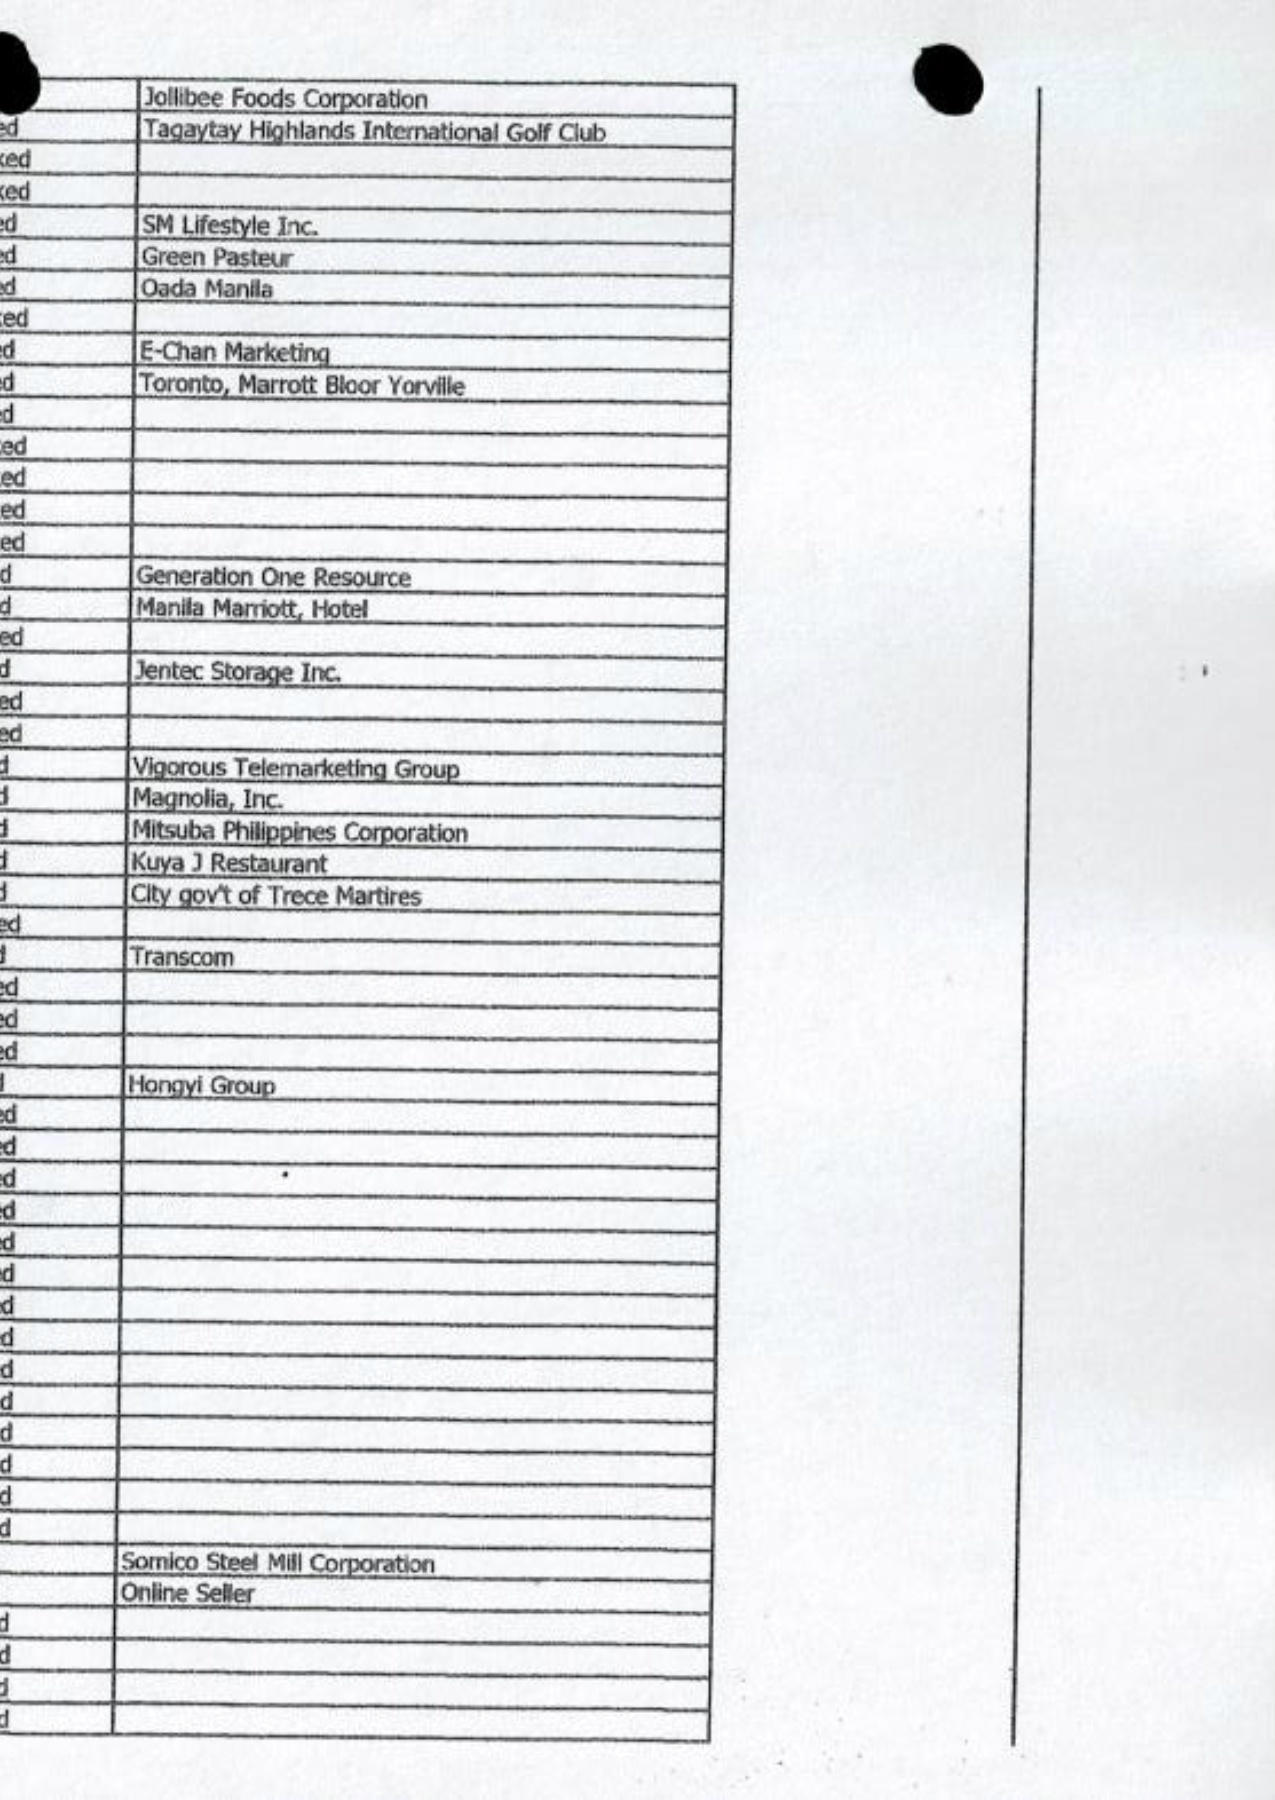 Jollibee Foods Corporation
ed Tagaytay Highlands International Golf Club
ked
ked
ed SM Lifestyle Inc.
ed Green Pasteur
ed Oada Manila
ked
ed E-Chan Marketing
ed Toronto, Marrott Bloor Yorville
ed
ed
ed
ed
ed
d Generation One Resource
d Manila Marriott, Hotel
ed
d Jentec Storage Inc.
ed
ed
d Vigorous Telemarketing Group
d Magnolia, Inc.
d Mitsuba Philippines Corporation
d Kuya J Restaurant
d City gov't of Trece Martires
ed
d Transcom
ed
ed
ed
d Hongyi Group
ed
ed
ed
ed
ed
ed
ed
d
d
d
d
d
d
d
Somico Steel Mill Corporation
Online Seller
d
d
d
d